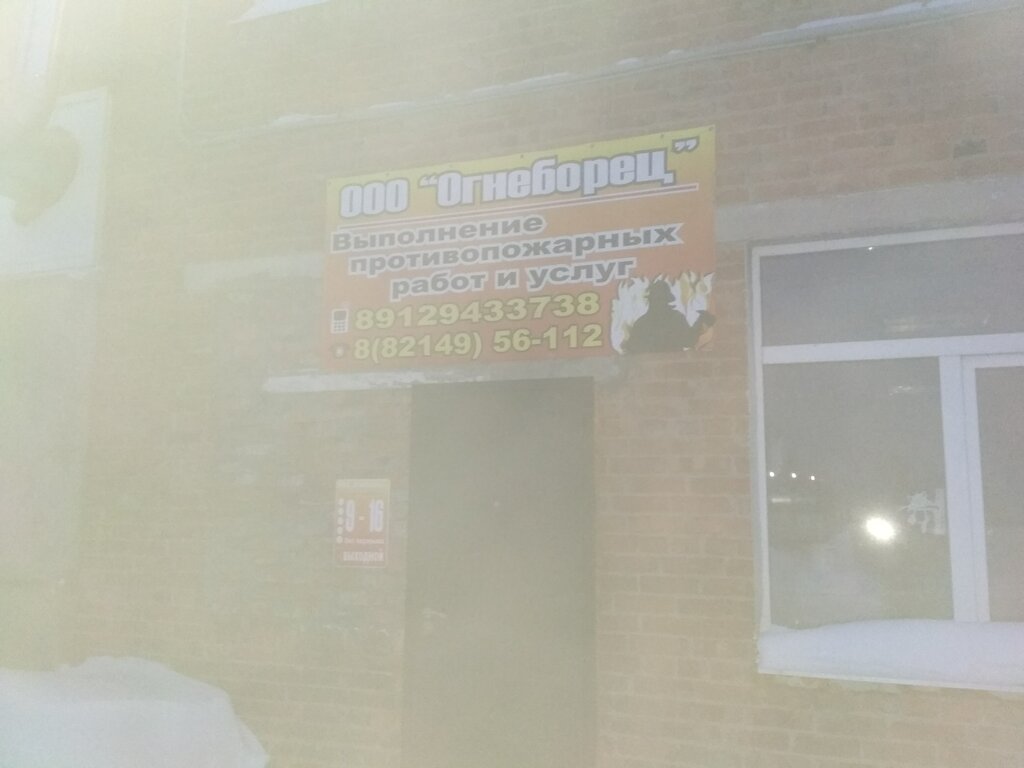 ООО “Огнеборец”
Выполнение
противопожарных
работ и услуг
89129433738
8(82149) 56-112
9 - 16
ВЫХОДНОЙ